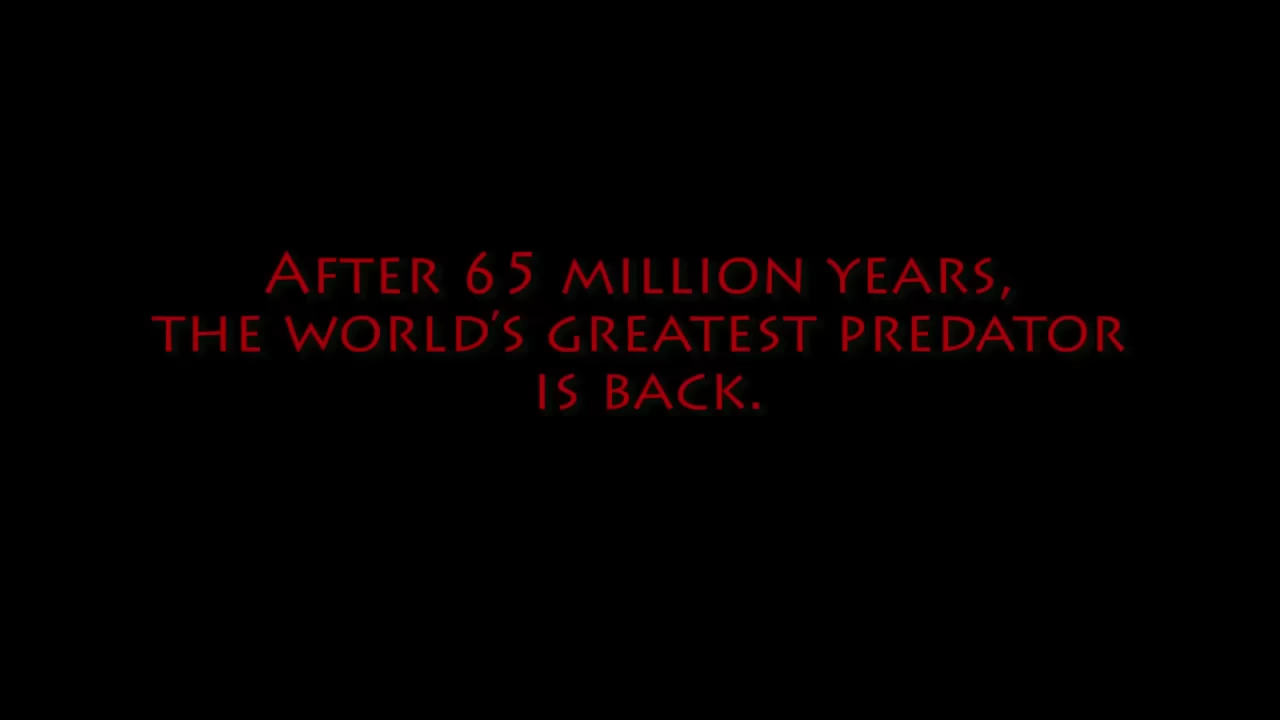 After 65 million years,
the world's greatest predator
is back.